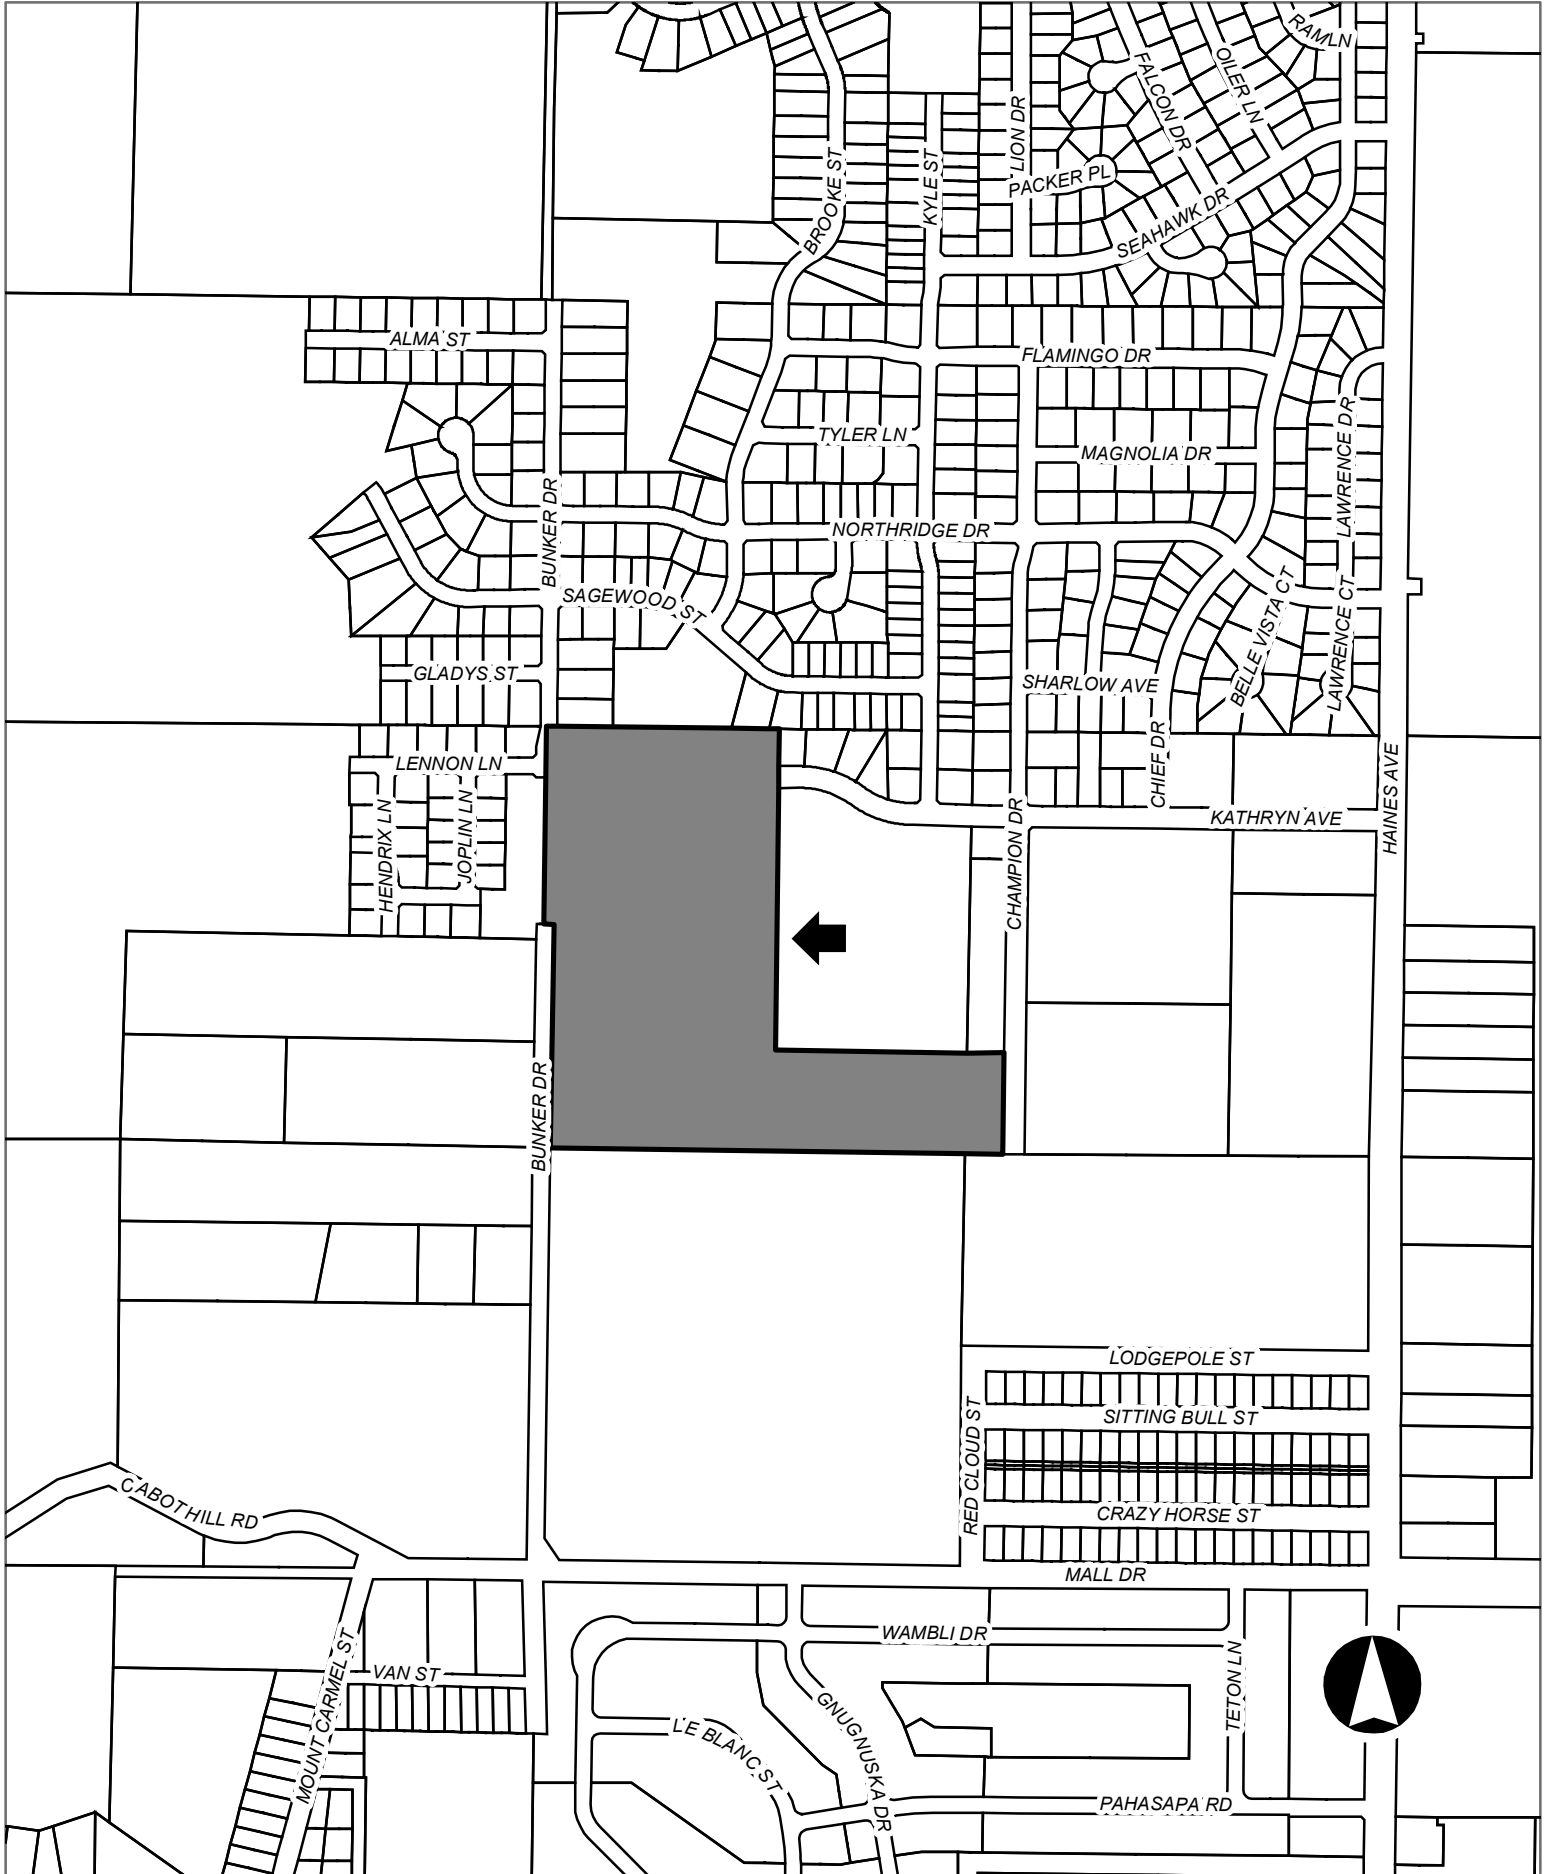 RAM LN
OILER LN
FALCON DR
LION DR
PACKER PL
KYLE ST
BROOKE ST
SEAHAWK DR
ALMA ST
FLAMINGO DR
LAWRENCE DR
TYLER LN
MAGNOLIA DR
BUNKER DR
NORTHRIDGE DR
SAGEWOOD ST
BELLE VISTA CT
LAWRENCE CT
GLADYS ST
SHARLOW AVE
CHIEF DR
HAINES AVE
LENNON LN
HENDRIX LN
JOPLIN LN
KATHRYN AVE
CHAMPION DR
BUNKER DR
LODGEPOLE ST
SITTING BULL ST
RED CLOUD ST
CABOT HILL RD
CRAZY HORSE ST
MALL DR
WAMBLI DR
MOUNT CARMEL ST
VAN ST
TETON LN
GNUGNUSKA DR
LE BLANC ST
PAHASAPA RD